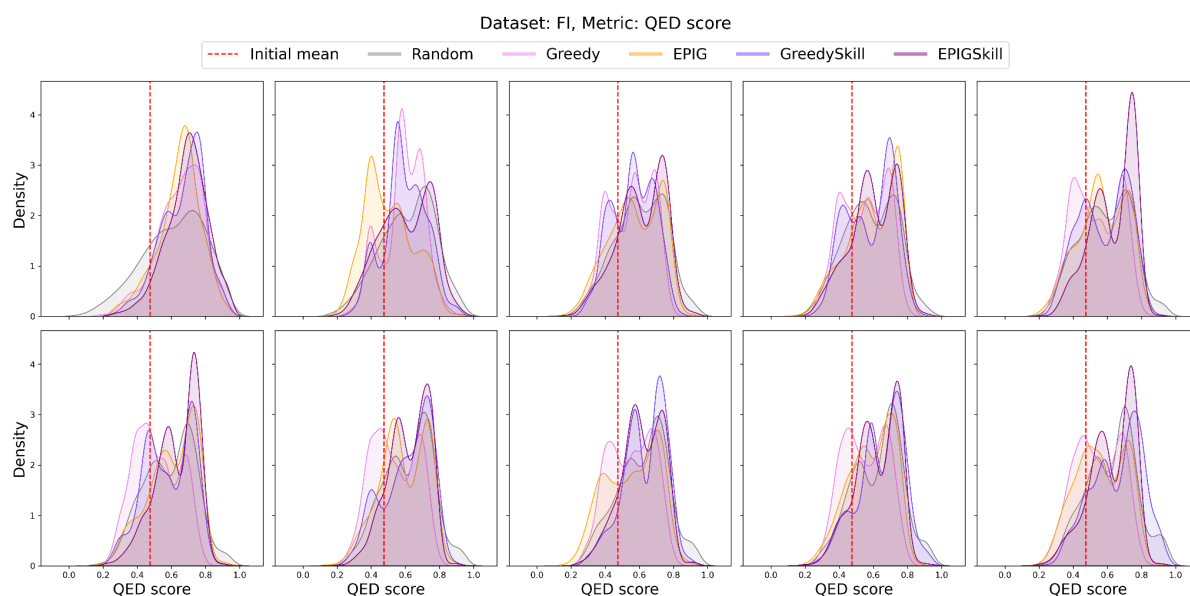 Dataset: FI, Metric: QED score
Initial mean Random Greedy EPIG GreedySkill EPIGSkill
Density
4
3
2
1
0
Density
4
3
2
1
0
0.0 0.2 0.4 0.6 0.8 1.0 0.0 0.2 0.4 0.6 0.8 1.0 0.0 0.2 0.4 0.6 0.8 1.0 0.0 0.2 0.4 0.6 0.8 1.0 0.0 0.2 0.4 0.6 0.8 1.0
QED score QED score QED score QED score QED score